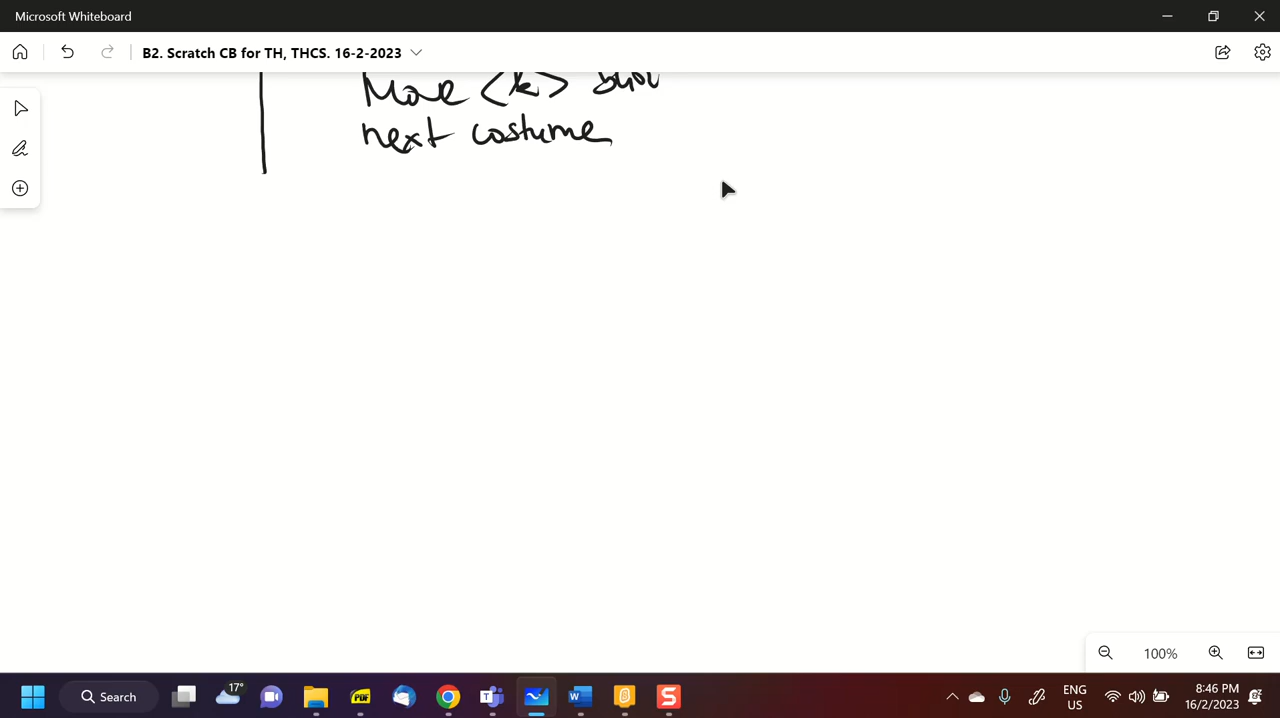 Microsoft Whiteboard
B2. Scratch CB for TH, THCS. 16-2-2023
Move <k>
next costume
100%
17°
Search
PDF
ENG
US
8:46 PM
16/2/2023